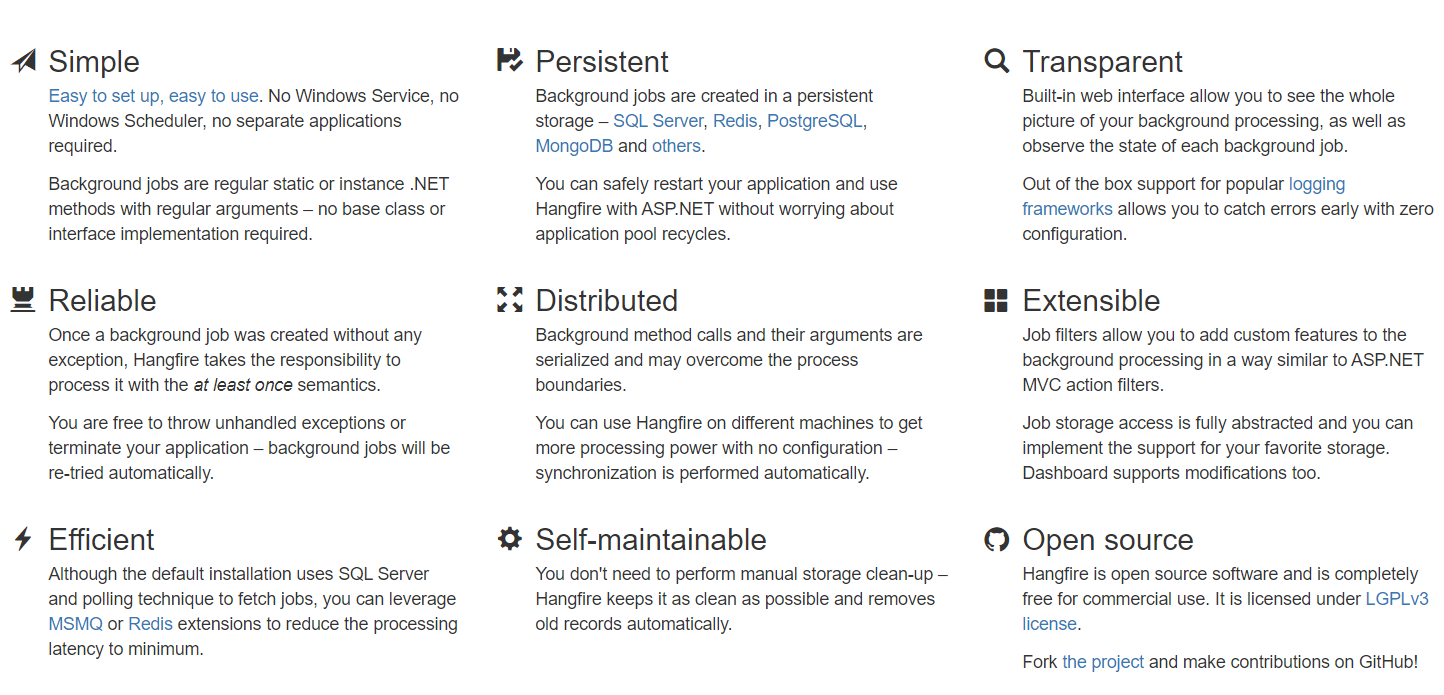 Simple
Easy to set up, easy to use. No Windows Service, no
Windows Scheduler, no separate applications
required.
Background jobs are regular static or instance .NET
methods with regular arguments – no base class or
interface implementation required.
Persistent
Background jobs are created in a persistent
storage – SQL Server, Redis, PostgreSQL,
MongoDB and others.
You can safely restart your application and use
Hangfire with ASP.NET without worrying about
application pool recycles.
Transparent
Built-in web interface allow you to see the whole
picture of your background processing, as well as
observe the state of each background job.
Out of the box support for popular logging
frameworks allows you to catch errors early with zero
configuration.
Reliable
Once a background job was created without any
exception, Hangfire takes the responsibility to
process it with the at least once semantics.
You are free to throw unhandled exceptions or
terminate your application – background jobs will be
re-tried automatically.
Distributed
Background method calls and their arguments are
serialized and may overcome the process
boundaries.
You can use Hangfire on different machines to get
more processing power with no configuration –
synchronization is performed automatically.
Extensible
Job filters allow you to add custom features to the
background processing in a way similar to ASP.NET
MVC action filters.
Job storage access is fully abstracted and you can
implement the support for your favorite storage.
Dashboard supports modifications too.
Efficient
Although the default installation uses SQL Server
and polling technique to fetch jobs, you can leverage
MSMQ or Redis extensions to reduce the processing
latency to minimum.
Self-maintainable
You don't need to perform manual storage clean-up –
Hangfire keeps it as clean as possible and removes
old records automatically.
Open source
Hangfire is open source software and is completely
free for commercial use. It is licensed under LGPLv3
license.
Fork the project and make contributions on GitHub!